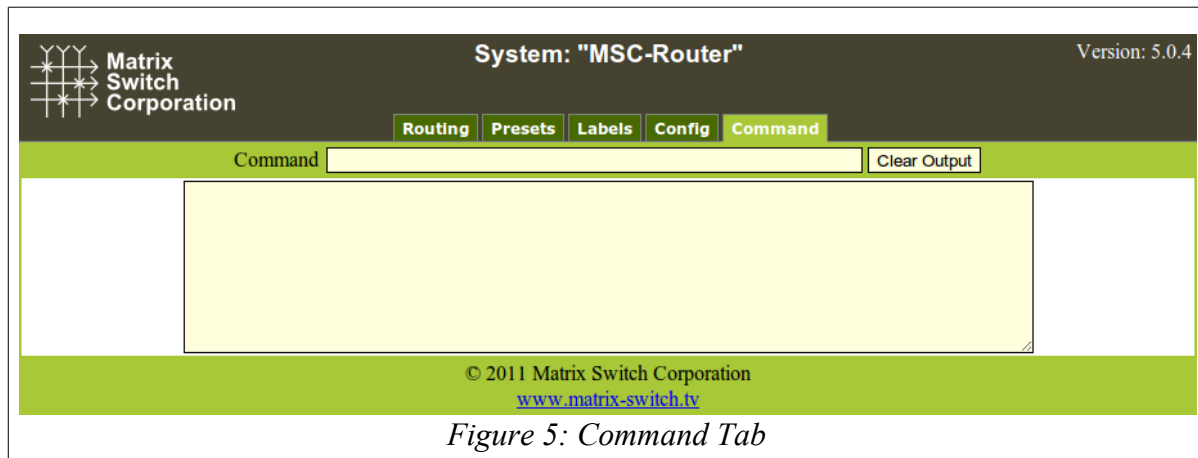 Matrix
Switch
Corporation
System: "MSC-Router"
Version: 5.0.4
Routing Presets Labels Config Command
Command Clear Output
© 2011 Matrix Switch Corporation
www.matrix-switch.tv
Figure 5: Command Tab